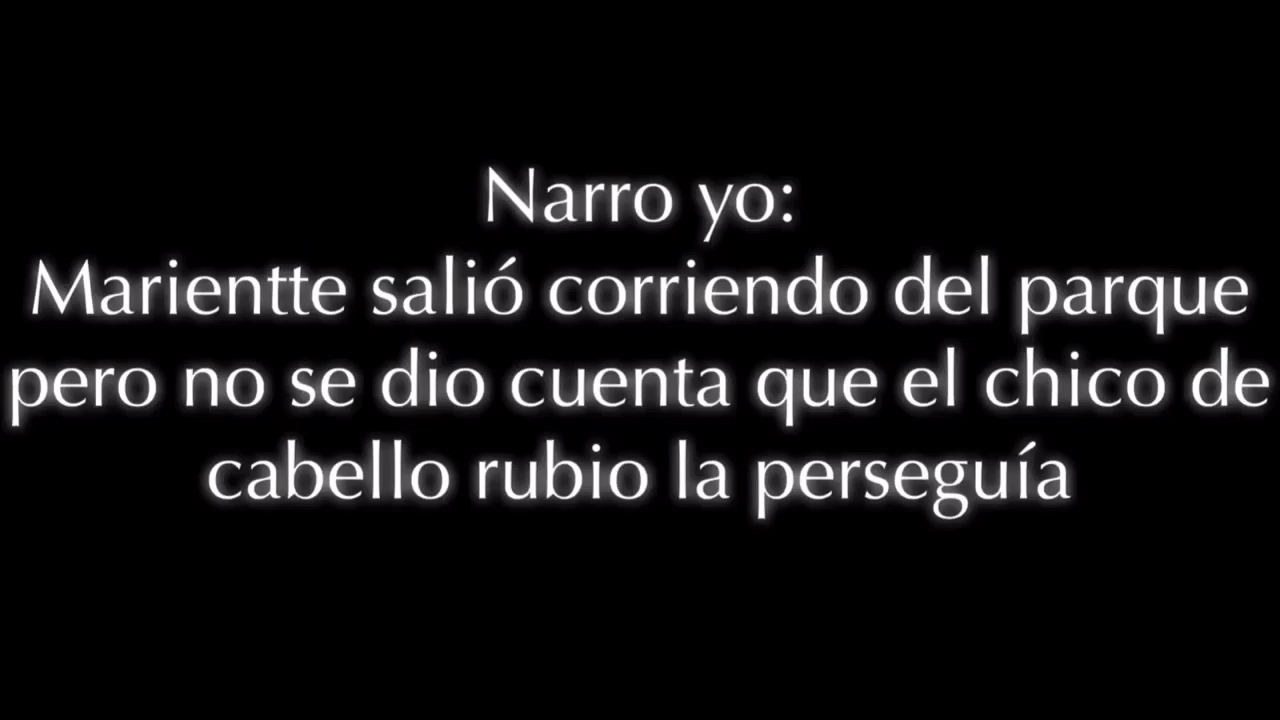 Narro yo:
Marientte salió corriendo del parque
pero no se dio cuenta que el chico de
cabello rubio la perseguía